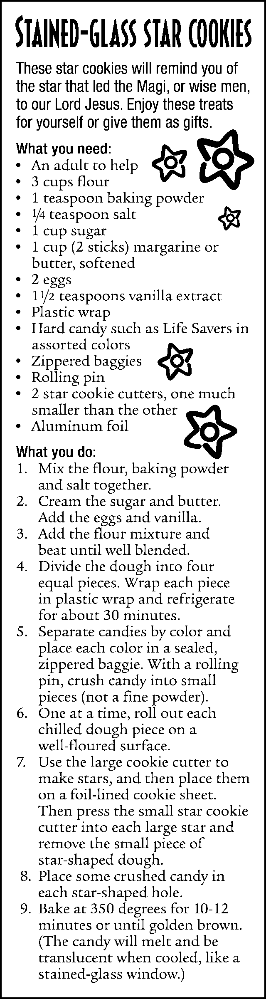 STAINED-GLASS STAR COOKIES
These star cookies will remind you of
the star that led the Magi, or wise men,
to our Lord Jesus. Enjoy these treats
for yourself or give them as gifts.
What you need:
• An adult to help
• 3 cups flour
• 1 teaspoon baking powder
• 1/4 teaspoon salt
• 1 cup sugar
• 1 cup (2 sticks) margarine or
butter, softened
• 2 eggs
• 1 1/2 teaspoons vanilla extract
• Plastic wrap
• Hard candy such as Life Savers in
assorted colors
• Zippered baggies
• Rolling pin
• 2 star cookie cutters, one much
smaller than the other
• Aluminum foil
What you do:
1. Mix the flour, baking powder
and salt together.
2. Cream the sugar and butter.
Add the eggs and vanilla.
3. Add the flour mixture and
beat until well blended.
4. Divide the dough into four
equal pieces. Wrap each piece
in plastic wrap and refrigerate
for about 30 minutes.
5. Separate candies by color and
place each color in a sealed,
zippered baggie. With a rolling
pin, crush candy into small
pieces (not a fine powder).
6. One at a time, roll out each
chilled dough piece on a
well-floured surface.
7. Use the large cookie cutter to
make stars, and then place them
on a foil-lined cookie sheet.
Then press the small star cookie
cutter into each large star and
remove the small piece of
star-shaped dough.
8. Place some crushed candy in
each star-shaped hole.
9. Bake at 350 degrees for 10-12
minutes or until golden brown.
(The candy will melt and be
translucent when cooled, like a
stained-glass window.)